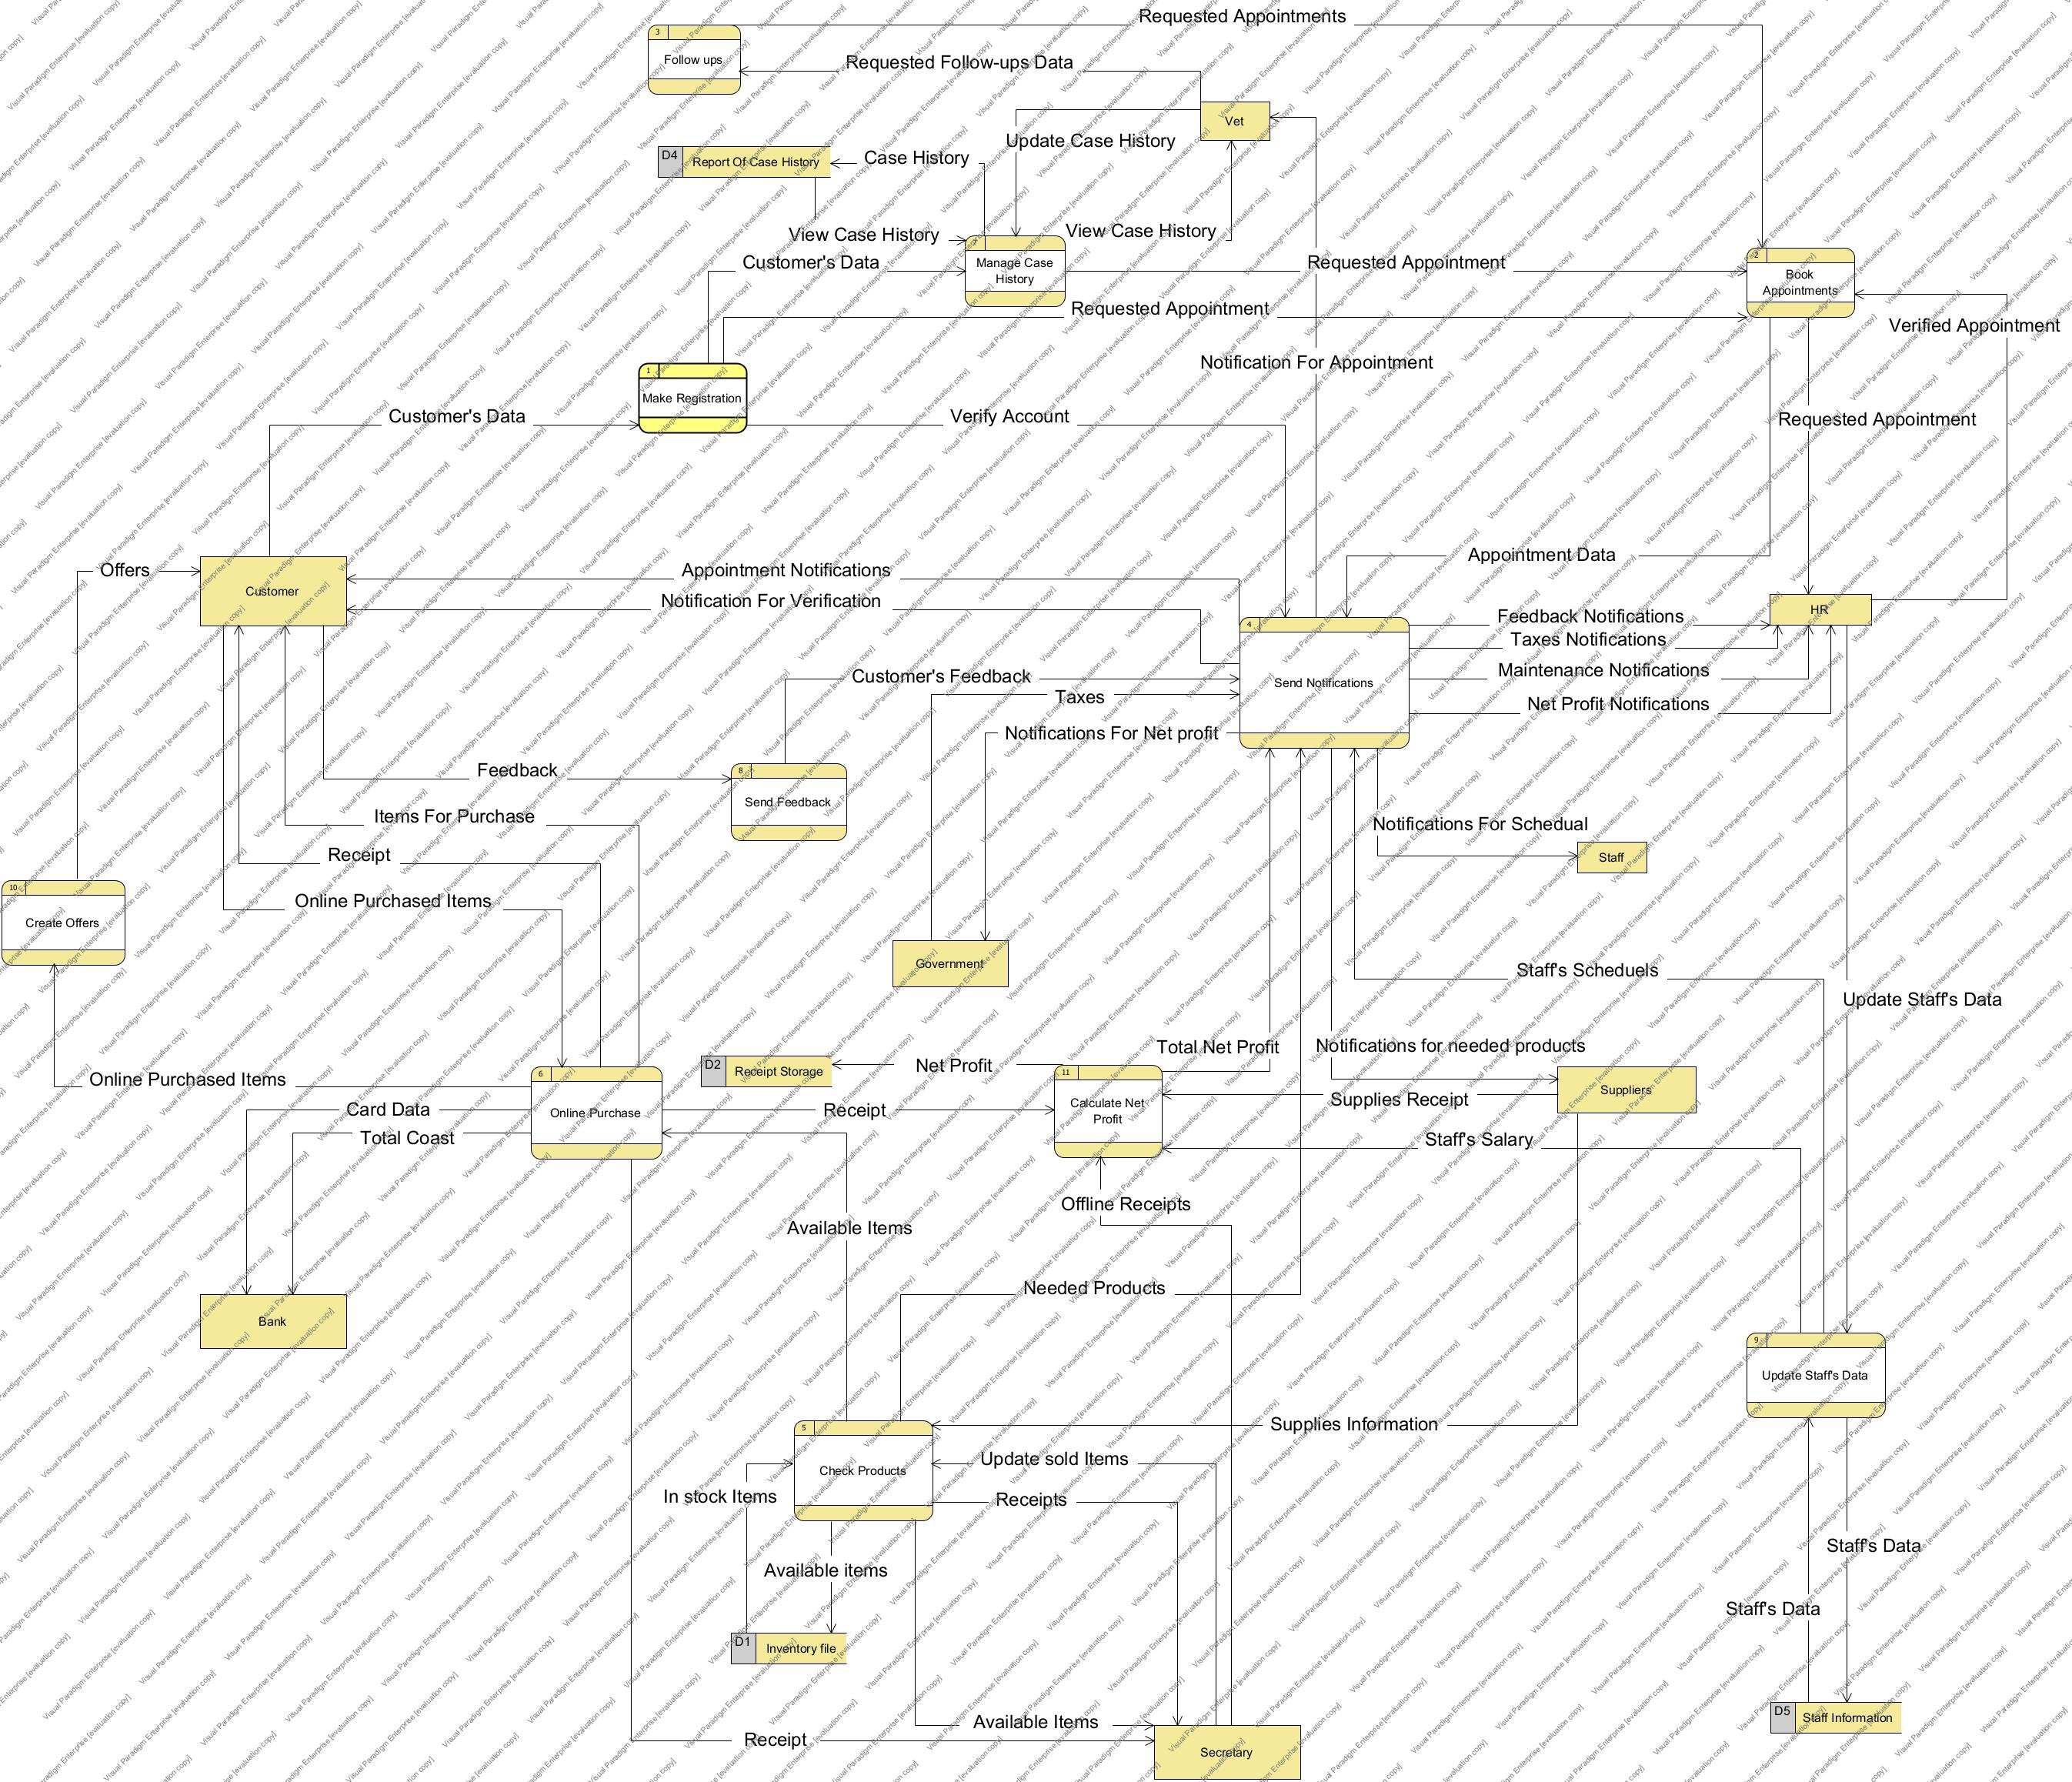 Requested Appointments
3
Follow ups
Requested Follow-ups Data
Vet
Update Case History
D4
Report Of Case History
Case History
View Case History
View Case History
7
Manage Case
History
Customer's Data
Requested Appointment
2
Book
Appointments
Requested Appointment
Verified Appointment
Notification For Appointment
1
Make Registration
Customer's Data
Verify Account
Requested Appointment
Appointment Data
Offers
Customer
Appointment Notifications
Notification For Verification
HR
4
Send Notifications
Feedback Notifications
Taxes Notifications
Maintenance Notifications
Net Profit Notifications
Customer's Feedback
Taxes
Notifications For Net profit
Feedback
8
Send Feedback
Items For Purchase
Notifications For Schedual
Receipt
Staff
10
Create Offers
Online Purchased Items
Government
Staff's Scheduels
Update Staff's Data
Total Net Profit
Notifications for needed products
D2
Receipt Storage
Net Profit
11
Calculate Net
Profit
Online Purchased Items
6
Online Purchase
Suppliers
Supplies Receipt
Card Data
Receipt
Total Coast
Staff's Salary
Offline Receipts
Available Items
Needed Products
Bank
9
Update Staff's Data
5
Check Products
Supplies Information
Update sold Items
In stock Items
Receipts
Available items
Staff's Data
Staff's Data
D1
Inventory file
D5
Staff Information
Available Items
Receipt
Secretary
Visual Paradigm Enterprise [evaluation copy]